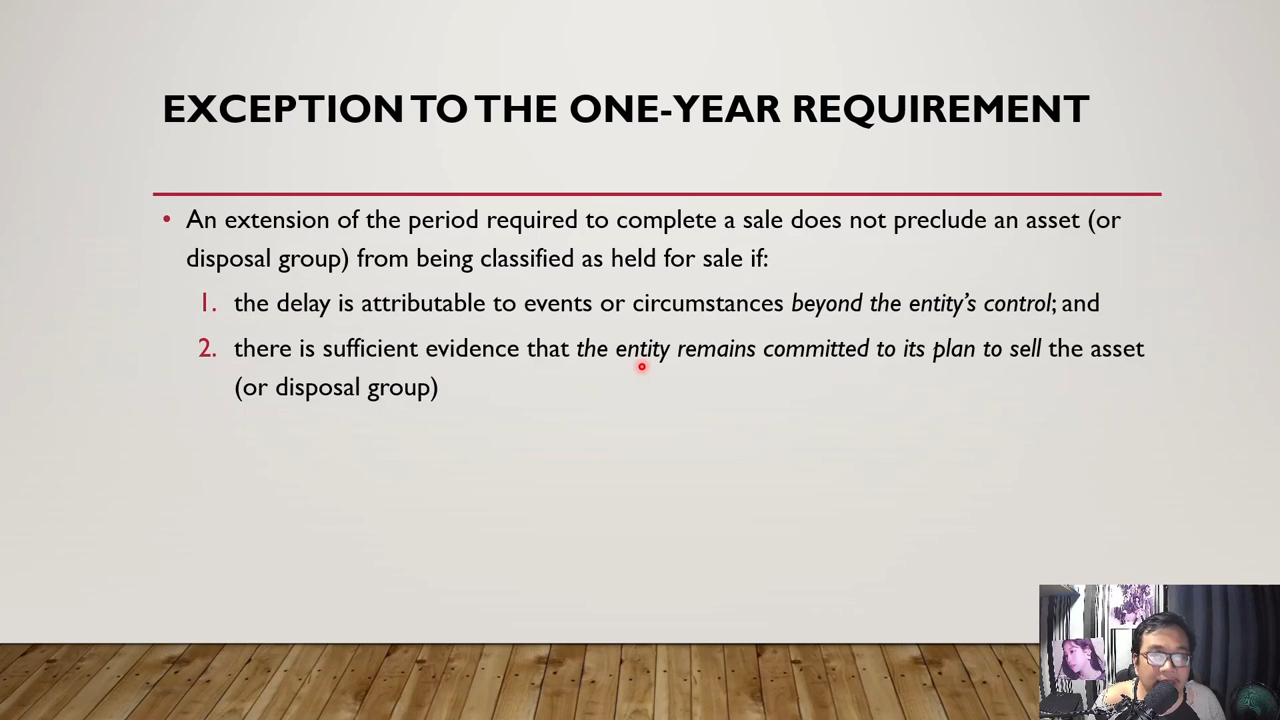 EXCEPTION TO THE ONE-YEAR REQUIREMENT
• An extension of the period required to complete a sale does not preclude an asset (or
disposal group) from being classified as held for sale if:
1. the delay is attributable to events or circumstances beyond the entity’s control; and
2. there is sufficient evidence that the entity remains committed to its plan to sell the asset
(or disposal group)